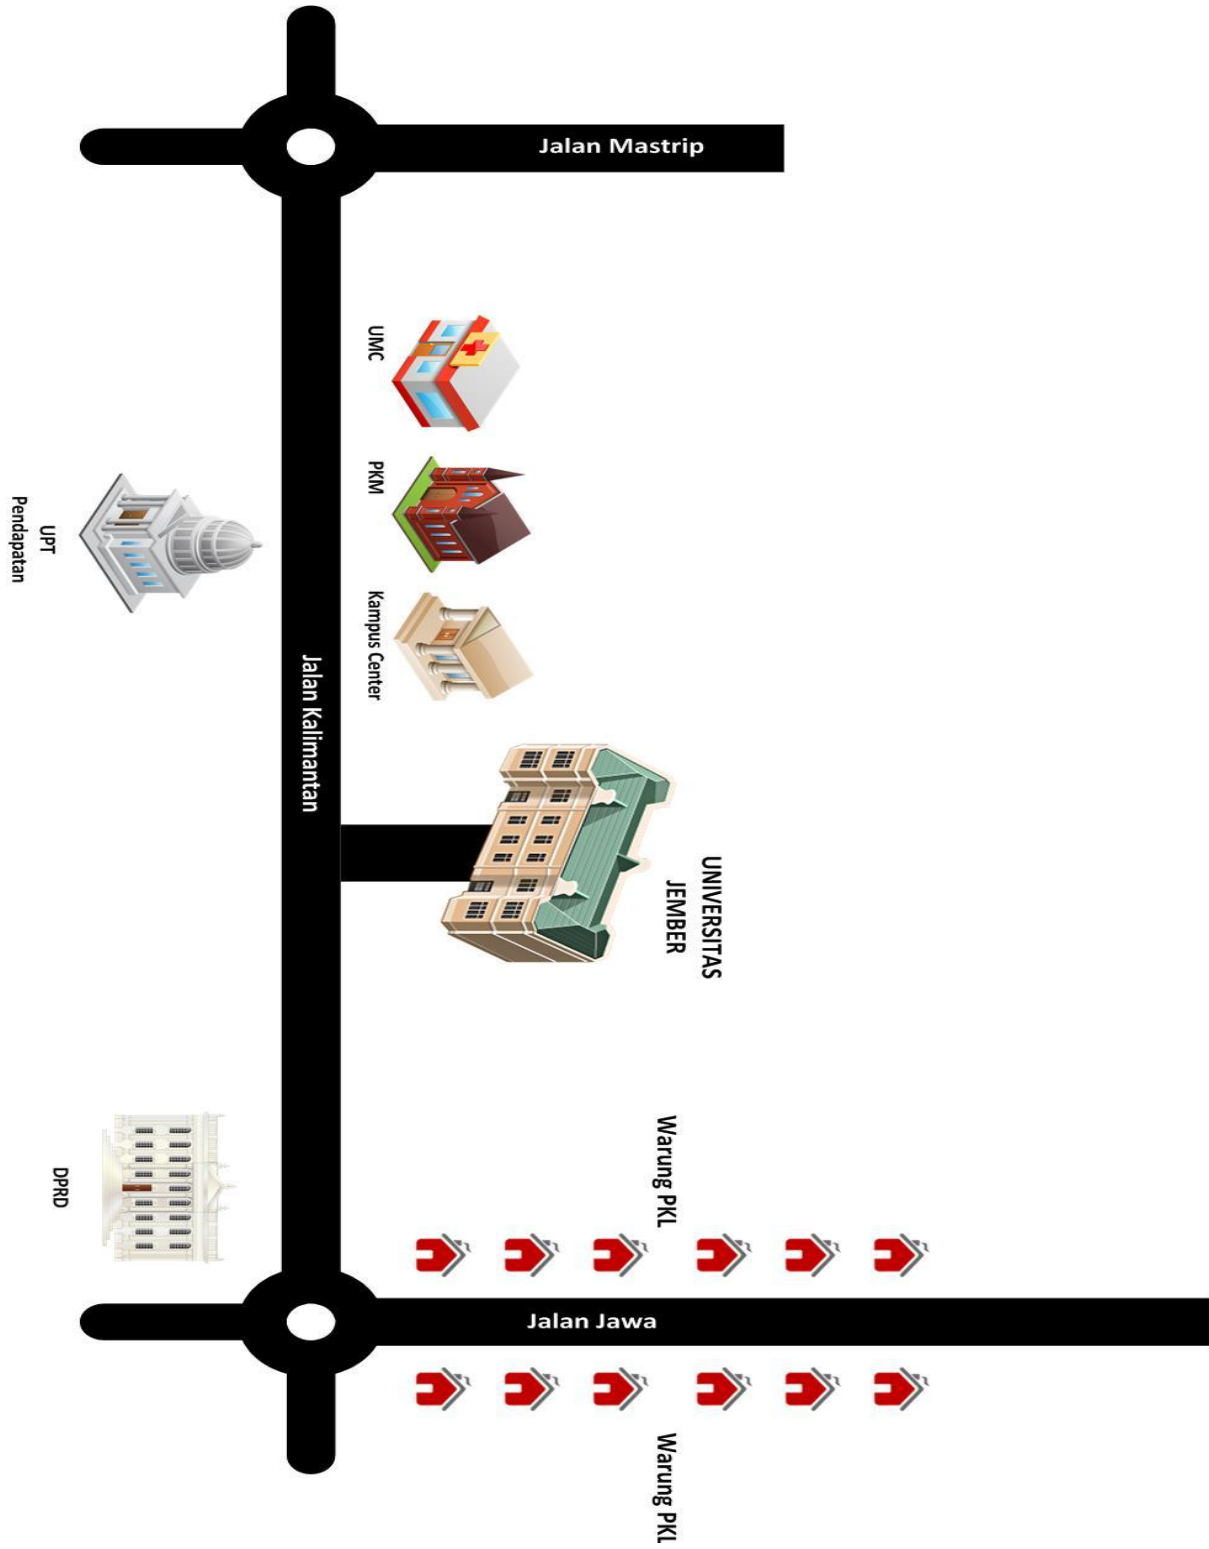 Jalan Mastrip
UMC
PKM
Kampus Center
UPT
Pendapatan
Jalan Kalimantan
UNIVERSITAS
JEMBER
DPRD
Warung PKL
Jalan Jawa
Warung PKL